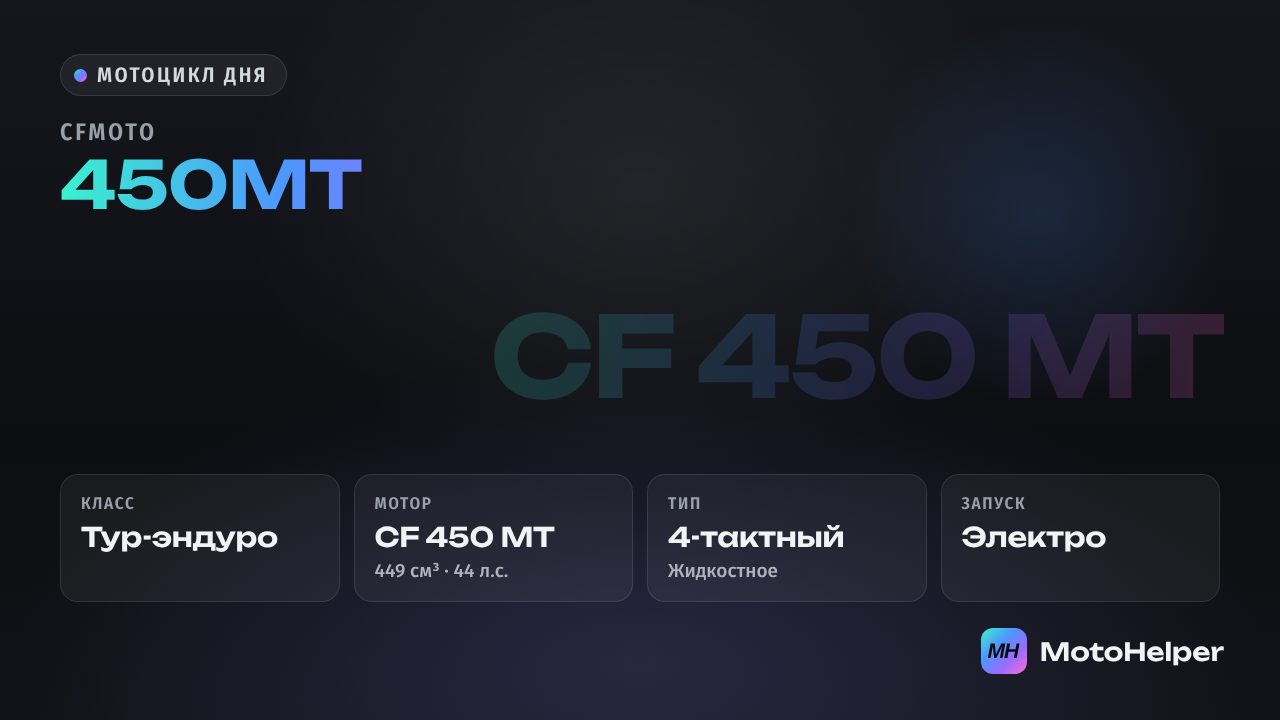 МОТОЦИКЛ ДНЯ
CFMOTO
450MT
CF 450 MT
КЛАСС
Тур-эндуро
МОТОР
CF 450 MT
449 см³ · 44 л.с.
ТИП
4-тактный
Жидкостное
ЗАПУСК
Электро
MH MotoHelper